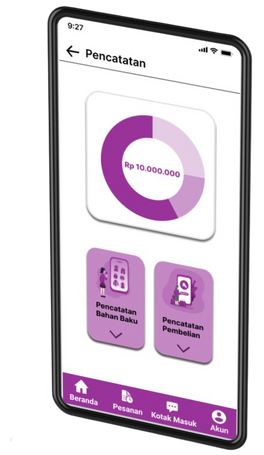 9:27
← Pencatatan
Rp 10.000.000
Pencatatan
Bahan Baku
Pencatatan
Pembelian
Beranda
Pesanan
Kotak Masuk
Akun